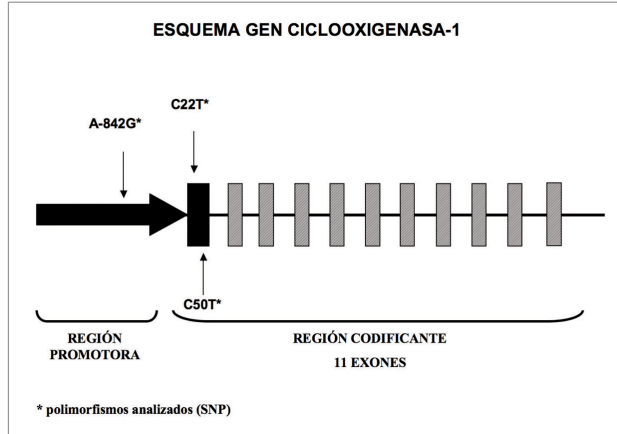 ESQUEMA GEN CICLOOXIGENASA-1
C22T*
A-842G*
C50T*
REGIÓN
PROMOTORA
REGIÓN CODIFICANTE
11 EXONES
* polimorfismos analizados (SNP)